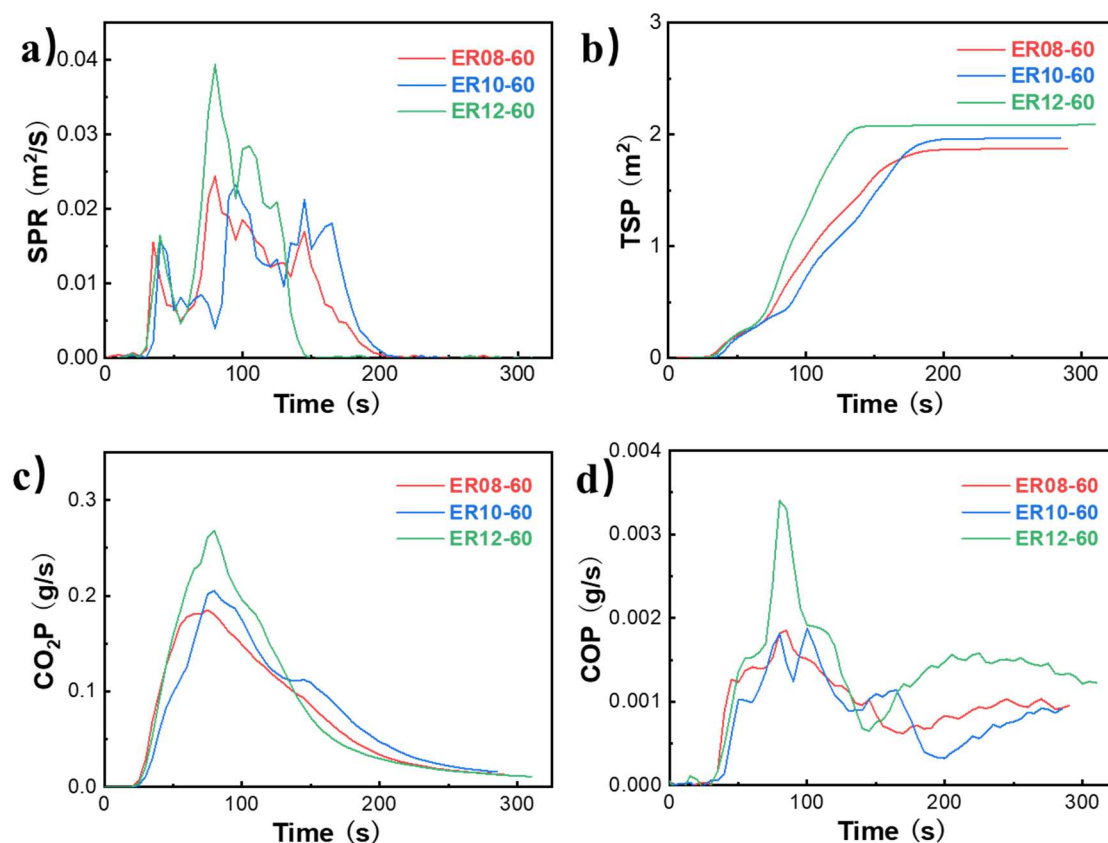 a)
SPR (m²/S)
0.04
0.03
0.02
0.01
0.00
0
100
200
300
Time (s)
ER08-60
ER10-60
ER12-60
b)
TSP (m²)
3
2
1
0
0
100
200
300
Time (s)
ER08-60
ER10-60
ER12-60
c)
CO₂P (g/s)
0.3
0.2
0.1
0.0
0
100
200
300
Time (s)
ER08-60
ER10-60
ER12-60
d)
COP (g/s)
0.004
0.003
0.002
0.001
0.000
0
100
200
300
Time (s)
ER08-60
ER10-60
ER12-60